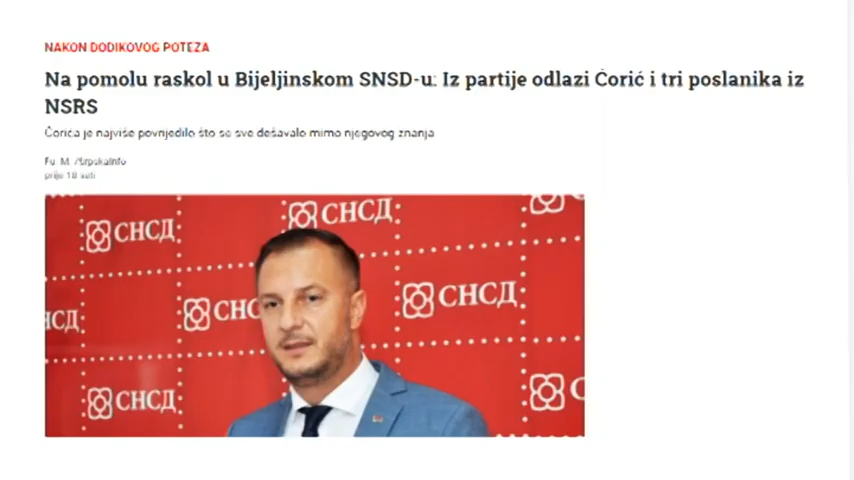 NAKON DODIKOVOG POTEZA
Na pomolu raskol u Bijeljinskom SNSD-u: Iz partije odlazi Ćorić i tri poslanika iz
NSRS
Ćorića je najviše povrijedilo što se sve dešavalo mimo njegovog znanja
/Srpskainfo
prije 18 sati
СНСД
СНСД
СНСД
СНСД
СНСД